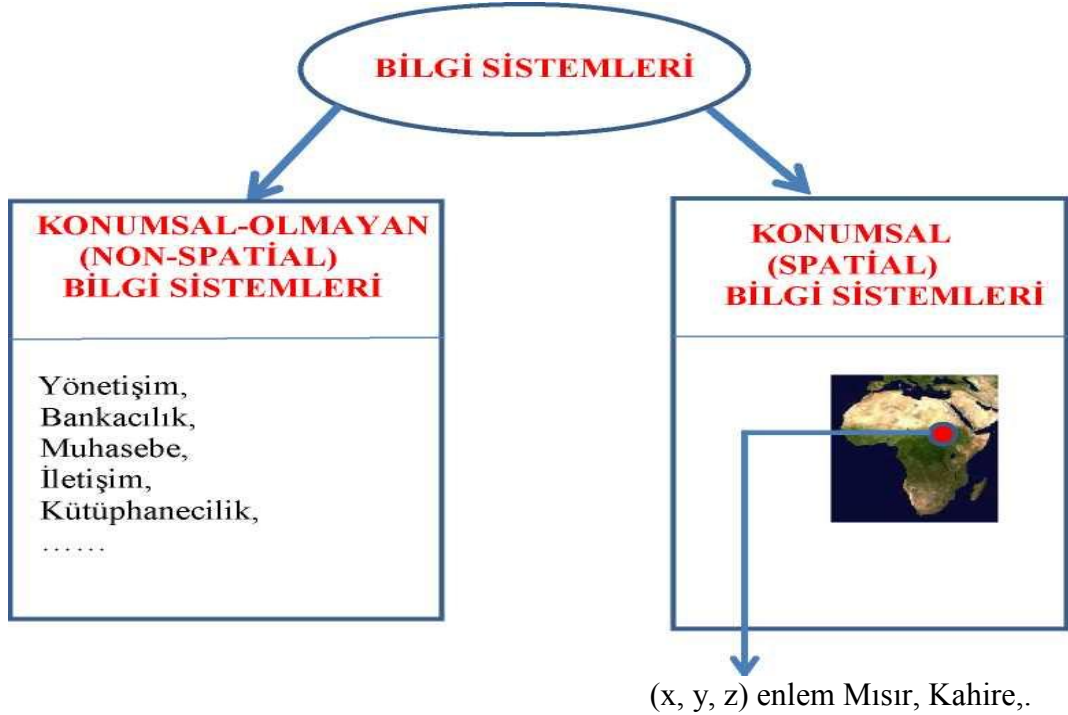 BİLGİ SİSTEMLERİ
KONUMSAL-OLMAYAN
(NON-SPATİAL)
BİLGİ SİSTEMLERİ
Yönetişim,
Bankacılık,
Muhasebe,
İletişim,
Kütüphanecilik,
……
KONUMSAL
(SPATİAL)
BİLGİ SİSTEMLERİ
(x, y, z) enlem Mısır, Kahire,.